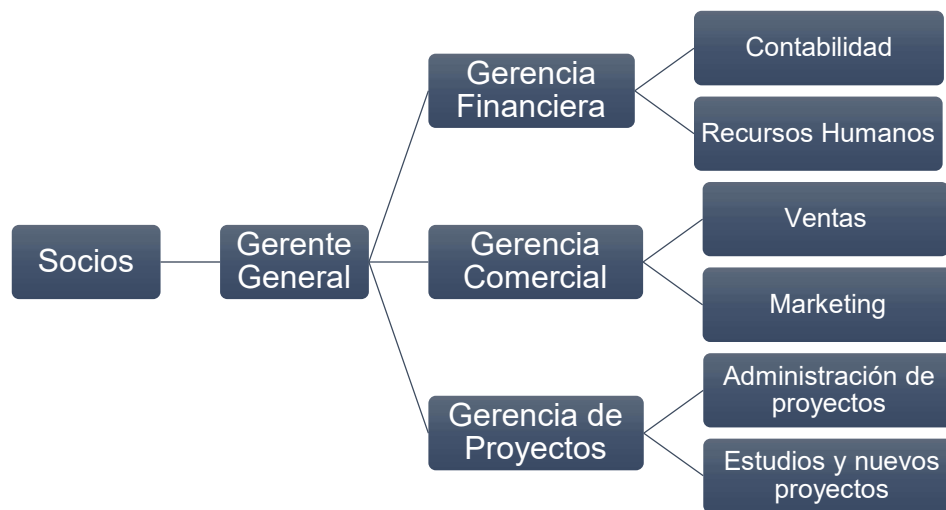 Socios
Gerente
General
Gerencia
Financiera
Contabilidad
Recursos Humanos
Gerencia
Comercial
Ventas
Marketing
Gerencia de
Proyectos
Administración de
proyectos
Estudios y nuevos
proyectos